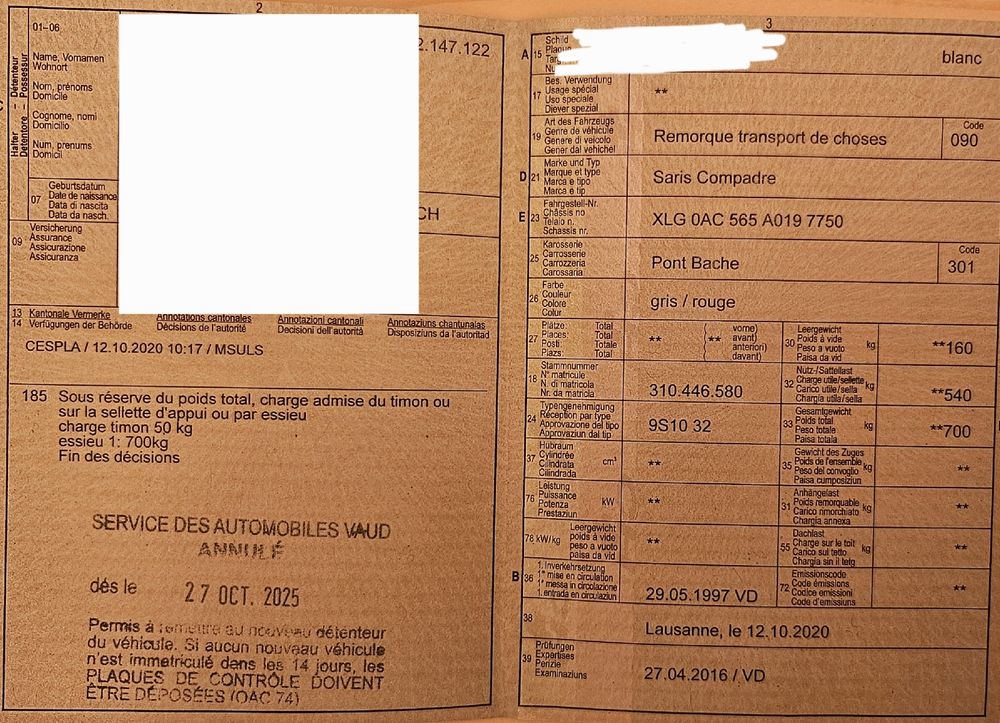 2
01–06
2.147.122
Halter – Détenteur
Detentore – Possessur
Name, Vornamen
Wohnort
Nom, prénoms
Domicile
Cognome, nomi
Domicilio
Num, prenums
Domicil
07
Geburtsdatum
Date de naissance
Data di nascita
Data da nasch.
CH
09
Versicherung
Assurance
Assicurazione
Assicuranza
13 Kantonale Vermerke Annotations cantonales Annotazioni cantonali Annotaziuns chantunalas
14 Verfügungen der Behörde Décisions de l'autorité Decisioni dell'autorità Disposiziuns da l'autoritad
CESPLA / 12.10.2020 10:17 / MSULS
185 Sous réserve du poids total, charge admise du timon ou
sur la sellette d'appui ou par essieu
charge timon 50 kg
essieu 1: 700kg
Fin des décisions
SERVICE DES AUTOMOBILES VAUD
ANNULÉ
dés le 27 OCT. 2025
Permis à remettre au nouveau détenteur
du véhicule. Si aucun nouveau véhicule
n'est immatriculé dans les 14 jours, les
PLAQUES DE CONTRÔLE DOIVENT
ÊTRE DÉPOSÉES (OAC 74)
3
A 15
Schild
blanc
17
Bes. Verwendung
Usage spécial
Uso speciale
Diever spezial
**
19
Art des Fahrzeugs
Genre de véhicule
Genere di veicolo
Gener dal vehichel
Remorque transport de choses
Code
090
D 21
Marke und Typ
Marque et type
Marca e tipo
Marca e tip
Saris Compadre
E 23
Fahrgestell-Nr.
Châssis no
Telaio n.
Schassis nr.
XLG 0AC 565 A019 7750
25
Karosserie
Carrosserie
Carrozzeria
Carossaria
Pont Bache
Code
301
26
Farbe
Couleur
Colore
Colur
gris / rouge
27
Plätze: Total
Places: Total
Posti: Totale
Plazs: Total
**
(** vorne)
avant)
anteriori)
davant)
30
Leergewicht
Poids à vide
Peso a vuoto
Paisa da vid
kg
**160
18
Stammnummer
N° matricule
N. di matricola
Nr. da matricla
310.446.580
32
Nutz-/Sattellast
Charge utile/sellette
Carico utile/sella
Chargia utila/sella
kg
**540
24
Typengenehmigung
Réception par type
Approvazione del tipo
Approvaziun dal tip
9S10 32
33
Gesamtgewicht
Poids total
Peso totale
Paisa totala
kg
**700
37
Hubraum
Cylindrée
Cilindrata
Cilindrada
cm³
**
35
Gewicht des Zuges
Poids de l'ensemble
Peso del convoglio
Paisa cumposiziun
kg
**
76
Leistung
Puissance
Potenza
Prestaziun
kW
**
31
Anhängelast
Poids remorquable
Carico rimorchiato
Chargia annexa
kg
**
78 kW/kg
Leergewicht
poids à vide
peso a vuoto
paisa da vid
**
55
Dachlast
Charge sur le toit
Carico sul tetto
Chargia sin il tetg
kg
**
B 36
1. Inverkehrsetzung
1re mise en circulation
1a messa in circolazione
1. entrada en circulaziun
29.05.1997 VD
72
Emissionscode
Code émissions
Codice emissioni
Code d'emissiuns
**
38
Lausanne, le 12.10.2020
39
Prüfungen
Expertises
Perizie
Examinaziuns
27.04.2016 / VD